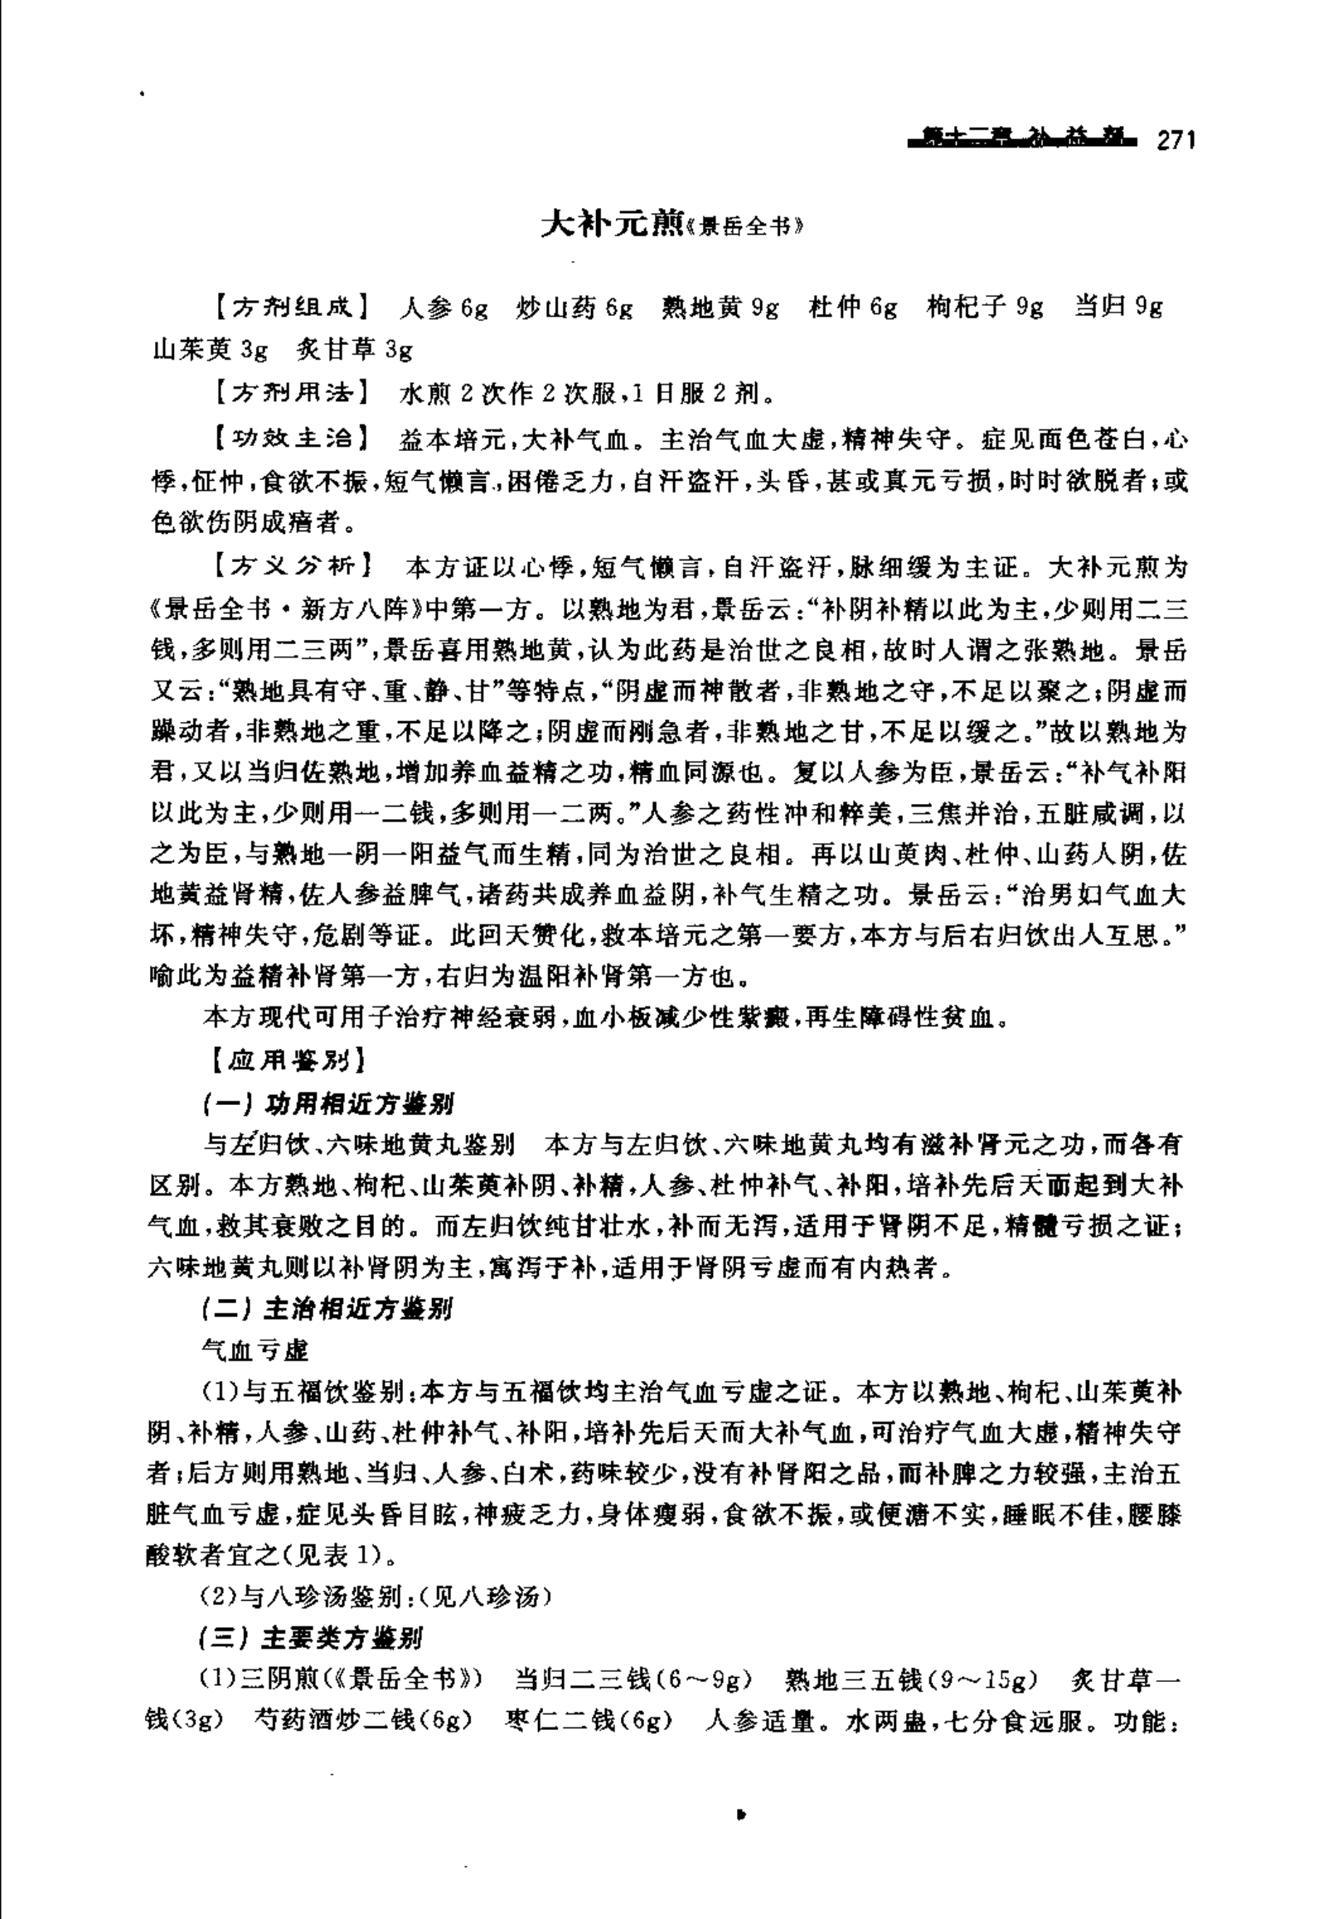 第十二章 补益剂 271
大补元煎《景岳全书》
【方剂组成】 人参 6g 炒山药 6g 熟地黄 9g 杜仲 6g 枸杞子 9g 当归 9g
山茱萸 3g 炙甘草 3g
【方剂用法】 水煎 2 次作 2 次服,1 日服 2 剂。
【功效主治】 益本培元,大补气血。主治气血大虚,精神失守。症见面色苍白,心
悸,怔忡,食欲不振,短气懒言,困倦乏力,自汗盗汗,头昏,甚或真元亏损,时时欲脱者;或
色欲伤阴成痨者。
【方义分析】 本方证以心悸,短气懒言,自汗盗汗,脉细缓为主证。大补元煎为
《景岳全书·新方八阵》中第一方。以熟地为君,景岳云:“补阴补精以此为主,少则用二三
钱,多则用二三两”,景岳喜用熟地黄,认为此药是治世之良相,故时人谓之张熟地。景岳
又云:“熟地具有守、重、静、甘”等特点,“阴虚而神散者,非熟地之守,不足以聚之;阴虚而
躁动者,非熟地之重,不足以降之;阴虚而刚急者,非熟地之甘,不足以缓之。”故以熟地为
君,又以当归佐熟地,增加养血益精之功,精血同源也。复以人参为臣,景岳云:“补气补阳
以此为主,少则用一二钱,多则用一二两。”人参之药性冲和粹美,三焦并治,五脏咸调,以
之为臣,与熟地一阴一阳益气而生精,同为治世之良相。再以山萸肉、杜仲、山药人阴,佐
地黄益肾精,佐人参益脾气,诸药共成养血益阴,补气生精之功。景岳云:“治男妇气血大
坏,精神失守,危剧等证。此回天赞化,救本培元之第一要方,本方与后右归饮出人互思。”
喻此为益精补肾第一方,右归为温阳补肾第一方也。
本方现代可用子治疗神经衰弱,血小板减少性紫癜,再生障碍性贫血。
【应用鉴别】
(一) 功用相近方鉴别
与左归饮、六味地黄丸鉴别 本方与左归饮、六味地黄丸均有滋补肾元之功,而各有
区别。本方熟地、枸杞、山茱萸补阴、补精,人参、杜仲补气、补阳,培补先后天而起到大补
气血,救其衰败之目的。而左归饮纯甘壮水,补而无泻,适用于肾阴不足,精髓亏损之证;
六味地黄丸则以补肾阴为主,寓泻于补,适用于肾阴亏虚而有内热者。
(二) 主治相近方鉴别
气血亏虚
(1)与五福饮鉴别:本方与五福饮均主治气血亏虚之证。本方以熟地、枸杞、山茱萸补
阴、补精,人参、山药、杜仲补气、补阳,培补先后天而大补气血,可治疗气血大虚,精神失守
者;后方则用熟地、当归、人参、白术,药味较少,没有补肾阳之品,而补脾之力较强,主治五
脏气血亏虚,症见头昏目眩,神疲乏力,身体瘦弱,食欲不振,或便溏不实,睡眠不佳,腰膝
酸软者宜之(见表 1)。
(2)与八珍汤鉴别:(见八珍汤)
(三) 主要类方鉴别
(1)三阴煎(《景岳全书》) 当归二三钱(6～9g) 熟地三五钱(9～15g) 炙甘草一
钱(3g) 芍药酒炒二钱(6g) 枣仁二钱(6g) 人参适量。水两盅,七分食远服。功能: